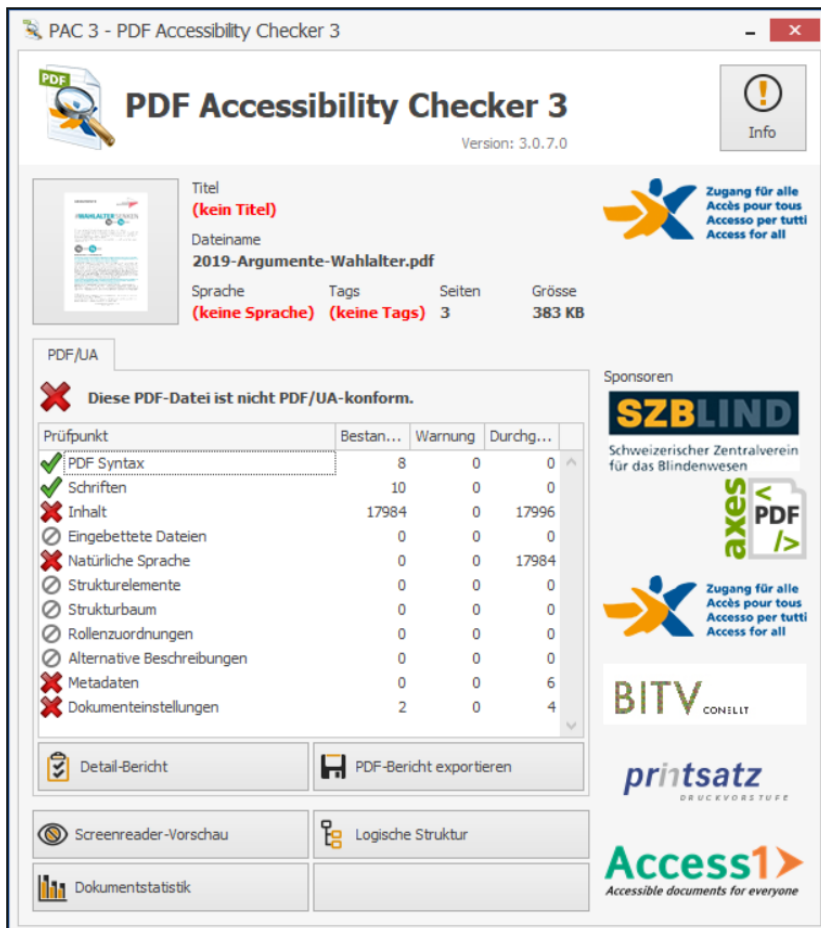 PAC 3 - PDF Accessibility Checker 3
PDF
PDF Accessibility Checker 3
Version: 3.0.7.0
Info
Titel
(kein Titel)
Dateiname
2019-Argumente-Wahlalter.pdf
Sprache Tags Seiten Grösse
(keine Sprache) (keine Tags) 3 383 KB
#WAHLALTERSENKEN
Zugang für alle
Accès pour tous
Accesso per tutti
Access for all
PDF/UA
Diese PDF-Datei ist nicht PDF/UA-konform.
Prüfpunkt Bestan... Warnung Durchg...
PDF Syntax 8 0 0
Schriften 10 0 0
Inhalt 17984 0 17996
Eingebettete Dateien 0 0 0
Natürliche Sprache 0 0 17984
Strukturelemente 0 0 0
Strukturbaum 0 0 0
Rollenzuordnungen 0 0 0
Alternative Beschreibungen 0 0 0
Metadaten 0 0 6
Dokumenteinstellungen 2 0 4
Detail-Bericht PDF-Bericht exportieren
Screenreader-Vorschau Logische Struktur
Dokumentstatistik
Sponsoren
SZBLIND
Schweizerischer Zentralverein
für das Blindenwesen
axes
<
PDF
/>
Zugang für alle
Accès pour tous
Accesso per tutti
Access for all
BITV CONSULT
printsatz
DRUCKVORSTUFE
Access1
Accessible documents for everyone